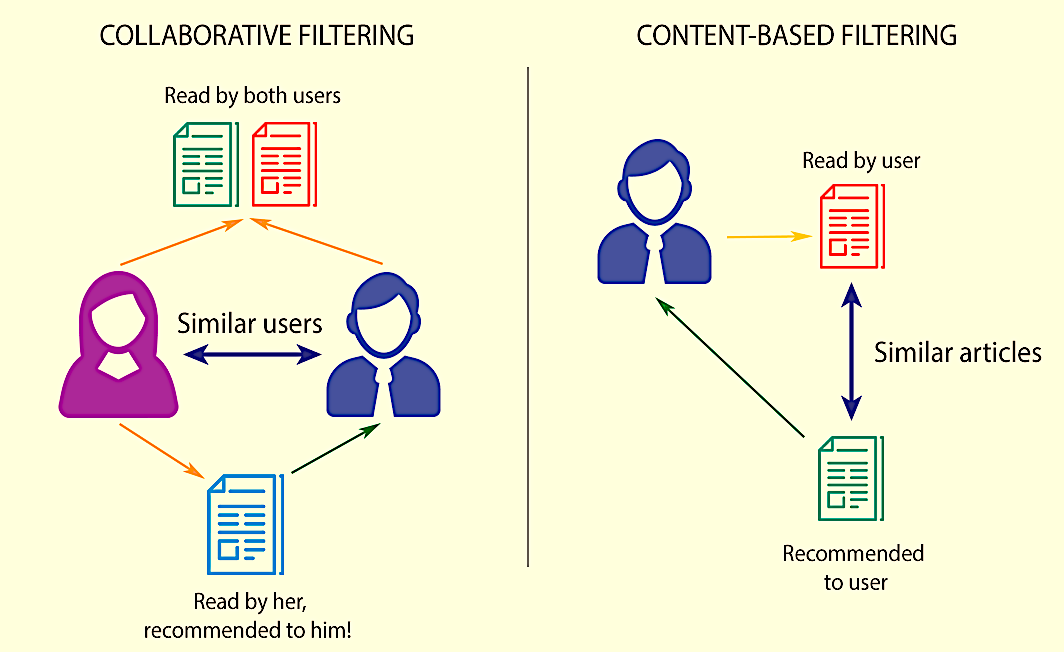 COLLABORATIVE FILTERING
Read by both users
Similar users
Read by her,
recommended to him!
CONTENT-BASED FILTERING
Read by user
Similar articles
Recommended
to user